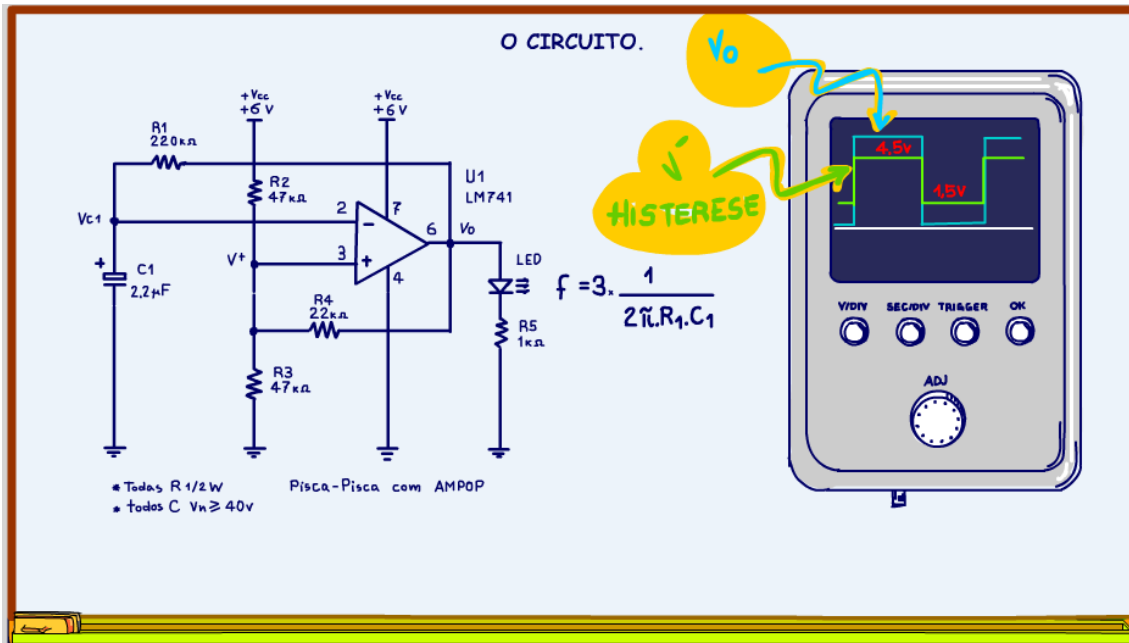 O CIRCUITO.
Vo
+Vcc
+6V
+Vcc
+6V
R1
220KΩ
R2
47KΩ
U1
LM741
2
7
Vc1
-
6
Vo
V+
3
+
4
+
C1
2,2µF
R4
22KΩ
LED
R5
1KΩ
R3
47KΩ
f = 3. 1
2π.R1.C1
V
HISTERESE
4,5v
1,5v
V/DIV SEC/DIV TRIGGER OK
ADJ
* Todas R 1/2 W
* todos C Vn ≥ 40v
Pisca-Pisca com AMPOP